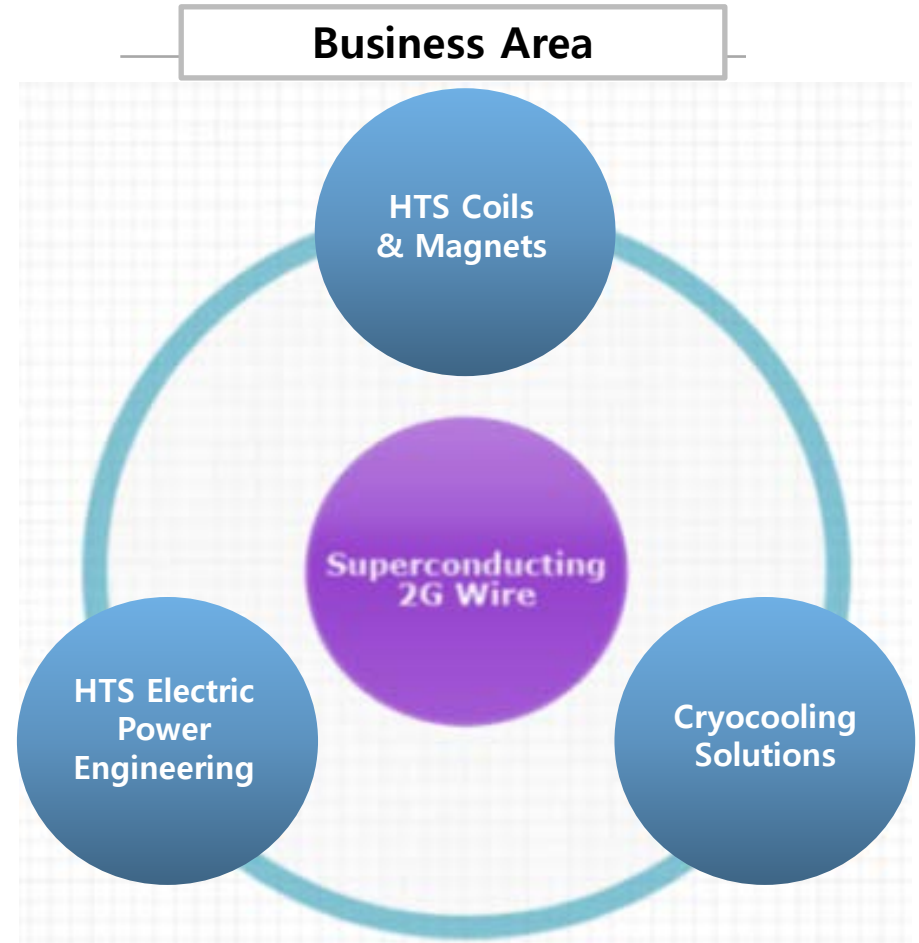 Business Area
HTS Coils
& Magnets
Superconducting
2G Wire
HTS Electric
Power
Engineering
Cryocooling
Solutions